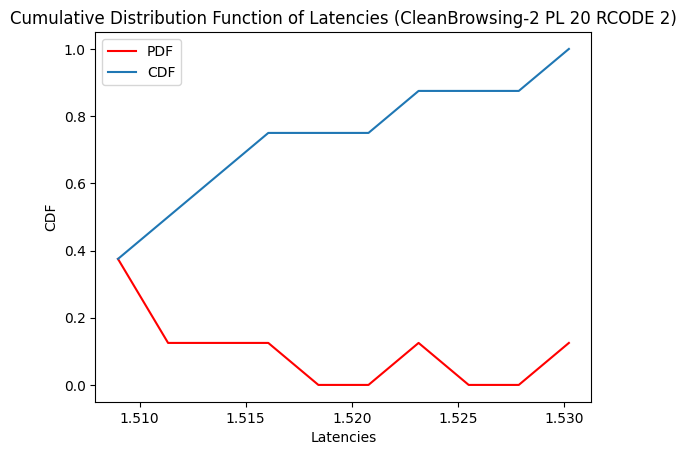 Cumulative Distribution Function of Latencies (CleanBrowsing-2 PL 20 RCODE 2)
PDF
CDF
1.0
0.8
0.6
0.4
0.2
0.0
CDF
1.510
1.515
1.520
1.525
1.530
Latencies